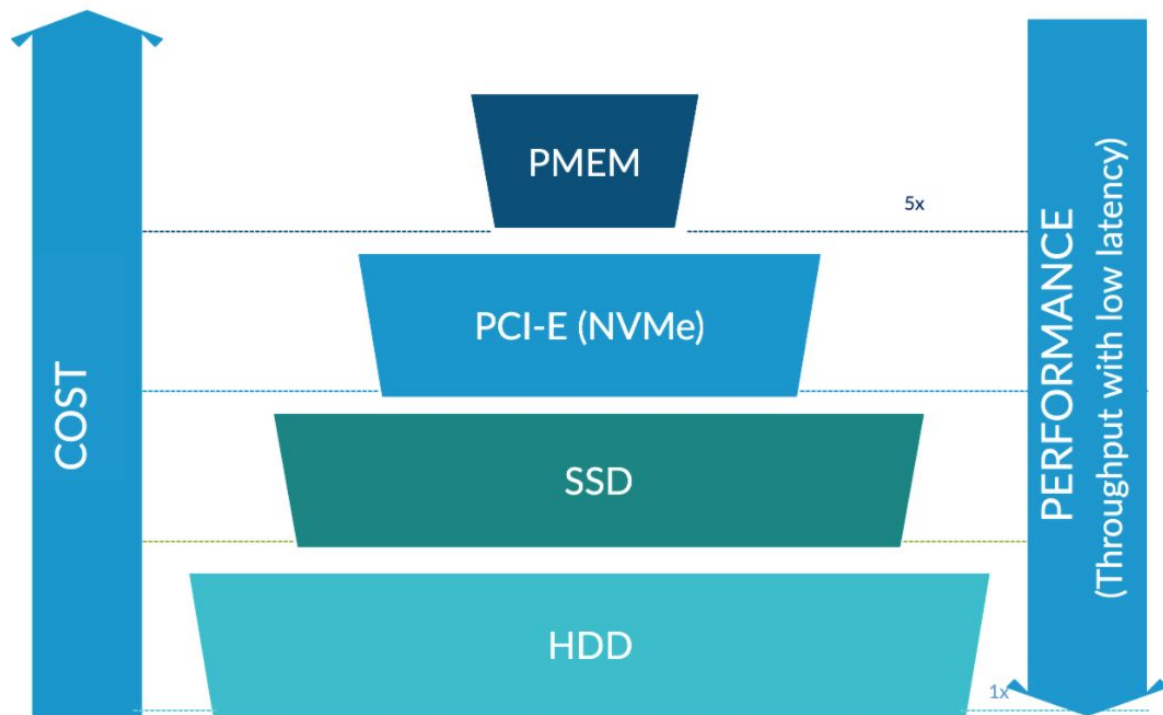 PMEM
5x
PCI-E (NVMe)
SSD
HDD
1x
COST
PERFORMANCE
(Throughput with low latency)